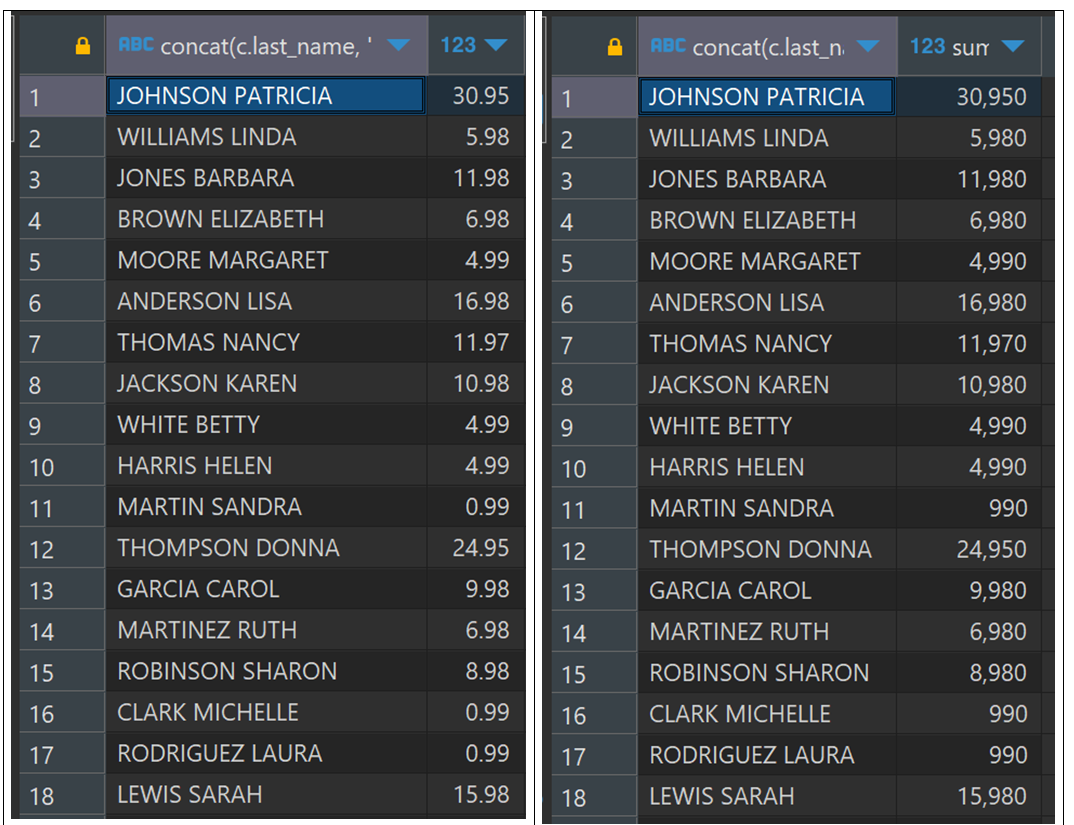 ABC concat(c.last_name, ' 123
1 JOHNSON PATRICIA 30.95
2 WILLIAMS LINDA 5.98
3 JONES BARBARA 11.98
4 BROWN ELIZABETH 6.98
5 MOORE MARGARET 4.99
6 ANDERSON LISA 16.98
7 THOMAS NANCY 11.97
8 JACKSON KAREN 10.98
9 WHITE BETTY 4.99
10 HARRIS HELEN 4.99
11 MARTIN SANDRA 0.99
12 THOMPSON DONNA 24.95
13 GARCIA CAROL 9.98
14 MARTINEZ RUTH 6.98
15 ROBINSON SHARON 8.98
16 CLARK MICHELLE 0.99
17 RODRIGUEZ LAURA 0.99
18 LEWIS SARAH 15.98
ABC concat(c.last_n 123 sum
1 JOHNSON PATRICIA 30,950
2 WILLIAMS LINDA 5,980
3 JONES BARBARA 11,980
4 BROWN ELIZABETH 6,980
5 MOORE MARGARET 4,990
6 ANDERSON LISA 16,980
7 THOMAS NANCY 11,970
8 JACKSON KAREN 10,980
9 WHITE BETTY 4,990
10 HARRIS HELEN 4,990
11 MARTIN SANDRA 990
12 THOMPSON DONNA 24,950
13 GARCIA CAROL 9,980
14 MARTINEZ RUTH 6,980
15 ROBINSON SHARON 8,980
16 CLARK MICHELLE 990
17 RODRIGUEZ LAURA 990
18 LEWIS SARAH 15,980